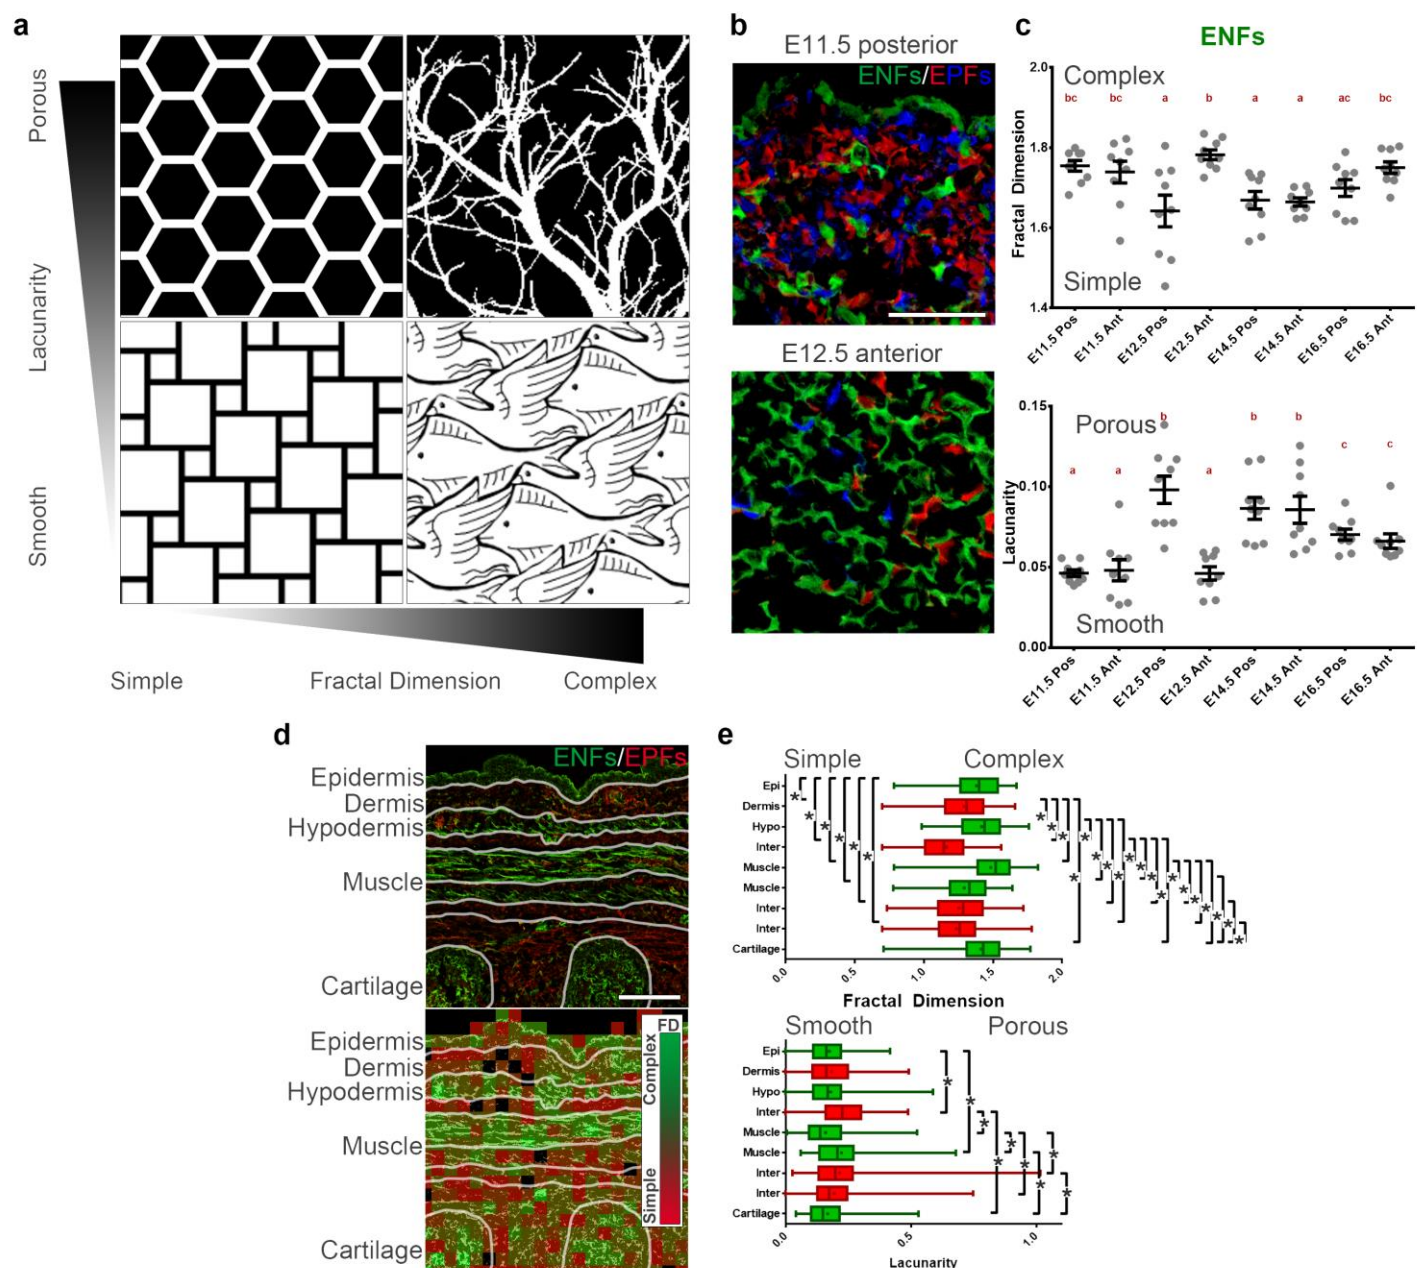 a
Porous
Lacunarity
Smooth
Simple
Fractal Dimension
Complex
b
E11.5 posterior
ENFs/EPFs
E12.5 anterior
c
ENFs
Complex
Simple
Fractal Dimension
2.0
1.8
1.6
1.4
bc
bc
a
b
a
a
ac
bc
E11.5 Pos
E11.5 Ant
E12.5 Pos
E12.5 Ant
E14.5 Pos
E14.5 Ant
E16.5 Pos
E16.5 Ant
Porous
Smooth
Lacunarity
0.15
0.10
0.05
0.00
a
a
b
a
b
b
c
c
E11.5 Pos
E11.5 Ant
E12.5 Pos
E12.5 Ant
E14.5 Pos
E14.5 Ant
E16.5 Pos
E16.5 Ant
d
ENFs/EPFs
Epidermis
Dermis
Hypodermis
Muscle
Cartilage
Epidermis
Dermis
Hypodermis
Muscle
Cartilage
FD
Complex
Simple
e
Simple
Complex
Epi
Dermis
Hypo
Inter
Muscle
Muscle
Inter
Inter
Cartilage
0.0
0.5
1.0
1.5
2.0
Fractal Dimension
Smooth
Porous
Epi
Dermis
Hypo
Inter
Muscle
Muscle
Inter
Inter
Cartilage
0.0
0.5
1.0
Lacunarity